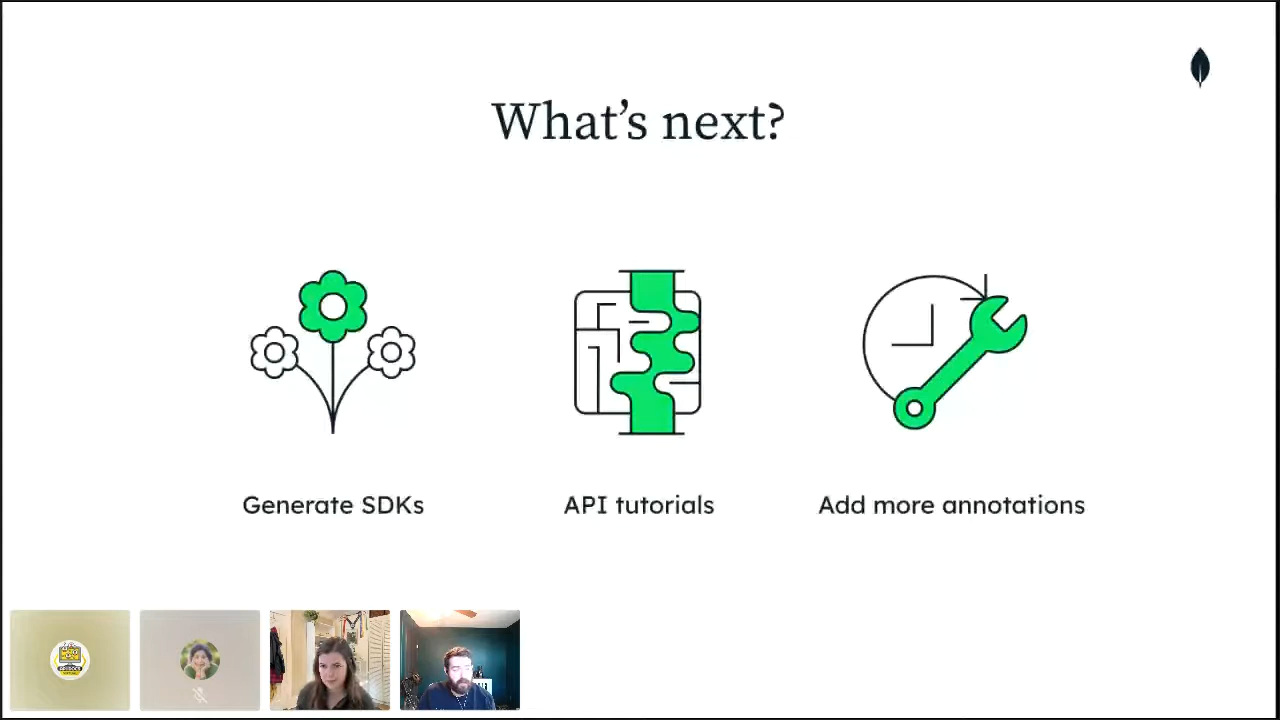 What's next?
Generate SDKs
API tutorials
Add more annotations